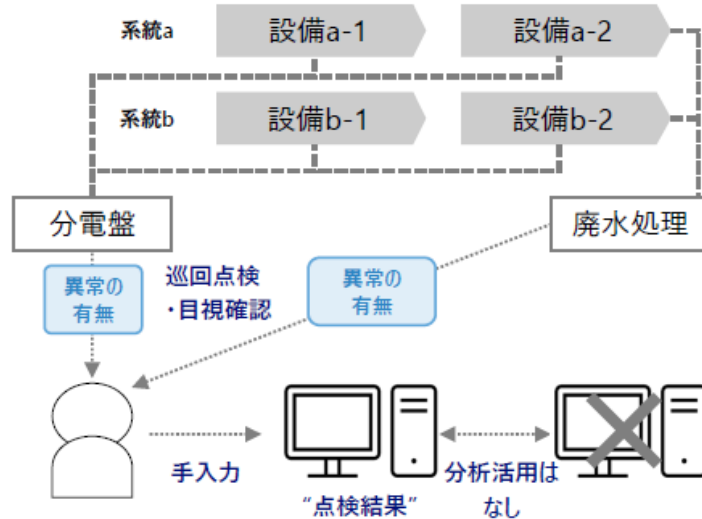 系統a
設備a-1
設備a-2
系統b
設備b-1
設備b-2
分電盤
廃水処理
異常の
有無
巡回点検
・目視確認
異常の
有無
手入力
“点検結果”
分析活用は
なし